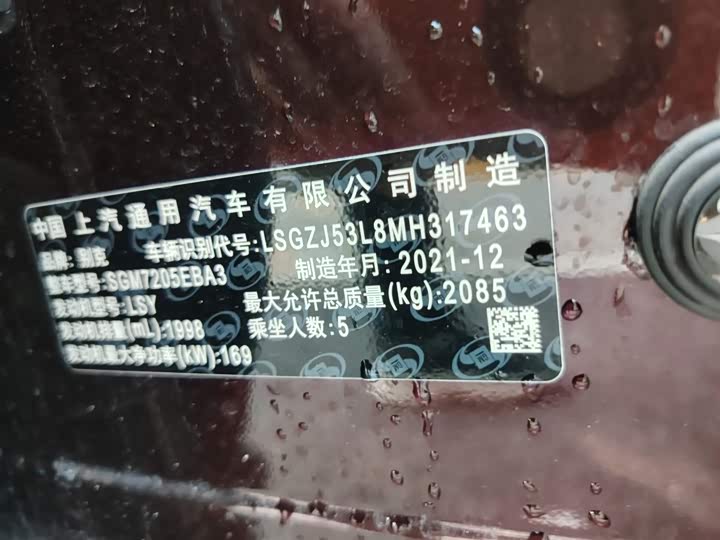 中国上汽通用汽车有限公司制造
品牌:别克 车辆识别代号:LSGZJ53L8MH317463
整车型号:SGM7205EBA3 制造年月:2021-12
发动机型号:LSY 最大允许总质量(kg):2085
发动机排量(mL):1998 乘坐人数:5
发动机最大净功率(kW):169